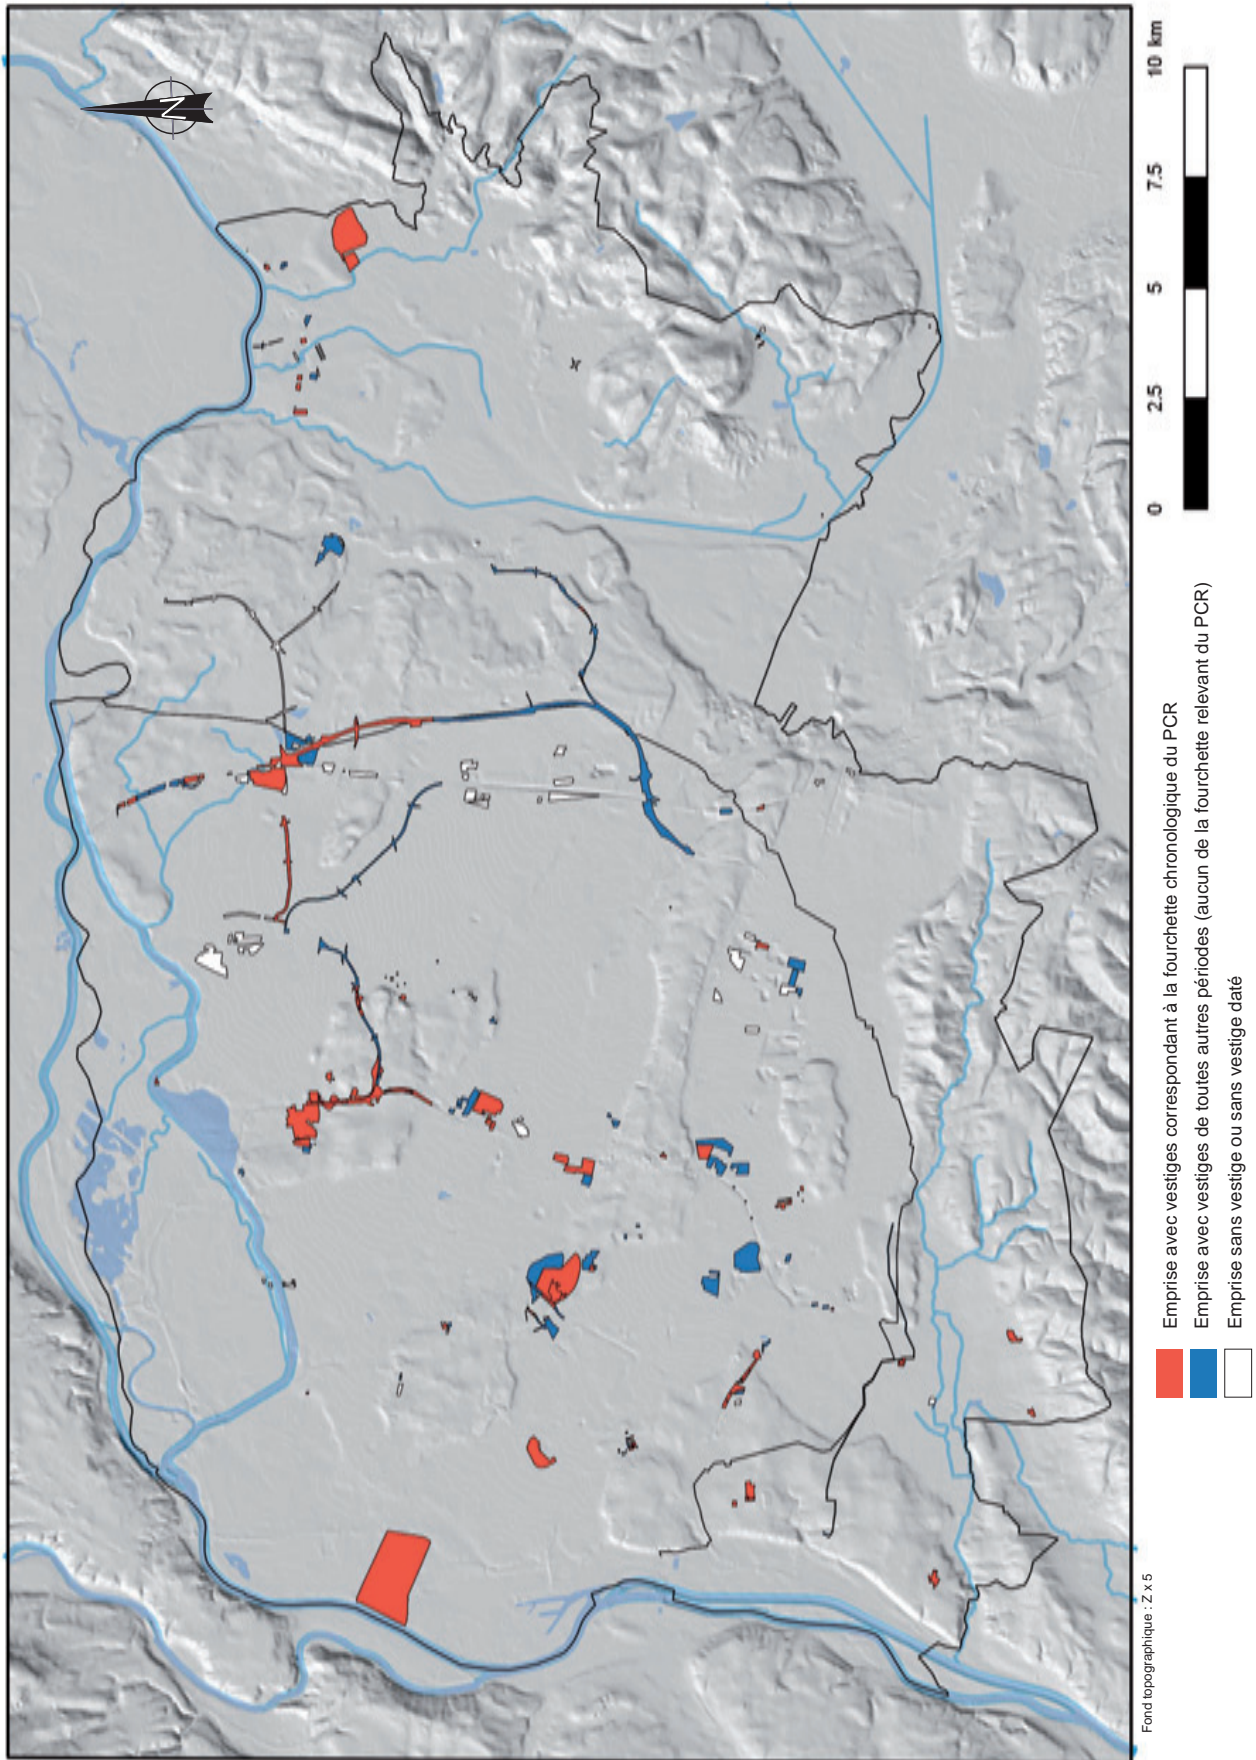 N
0 2.5 5 7.5 10 km
Fond topographique : Z x 5
Emprise avec vestiges correspondant à la fourchette chronologique du PCR
Emprise avec vestiges de toutes autres périodes (aucun de la fourchette relevant du PCR)
Emprise sans vestige ou sans vestige daté